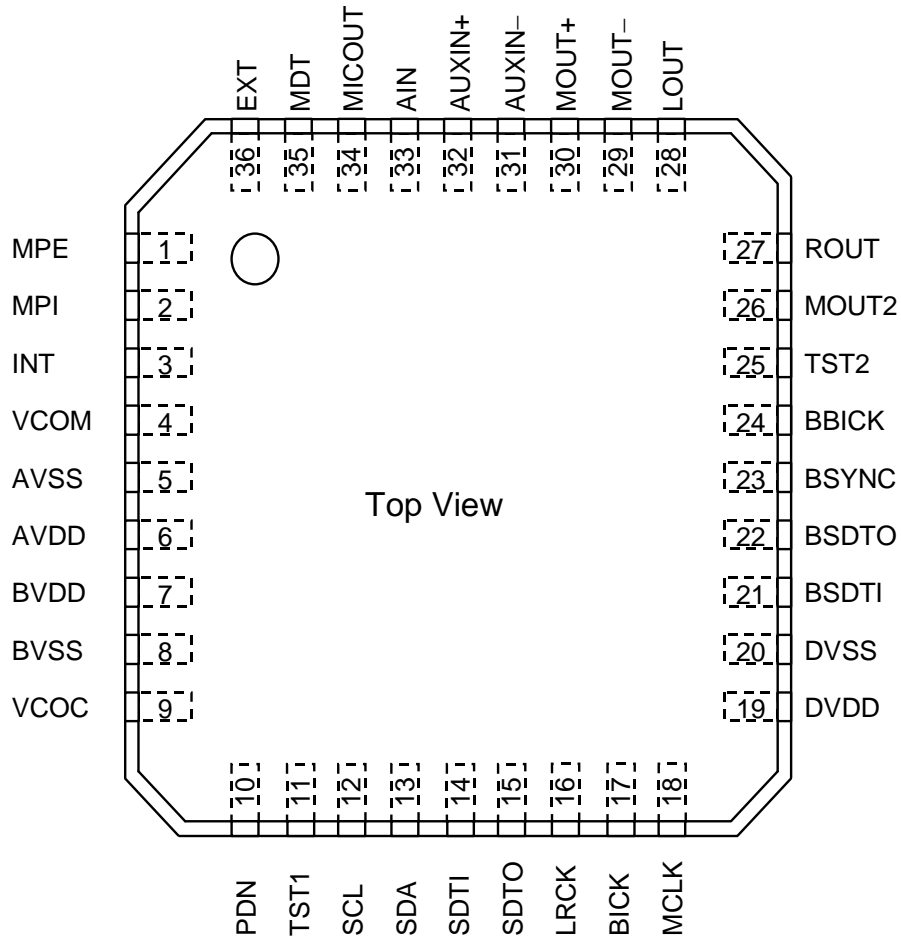 EXT
MDT
MICOUT
AIN
AUXIN+
AUXIN−
MOUT+
MOUT−
LOUT
36
35
34
33
32
31
30
29
28
MPE 1 27 ROUT
MPI 2 26 MOUT2
INT 3 25 TST2
VCOM 4 24 BBICK
AVSS 5 23 BSYNC
Top View
AVDD 6 22 BSDTO
BVDD 7 21 BSDTI
BVSS 8 20 DVSS
VCOC 9 19 DVDD
10
11
12
13
14
15
16
17
18
PDN
TST1
SCL
SDA
SDTI
SDTO
LRCK
BICK
MCLK